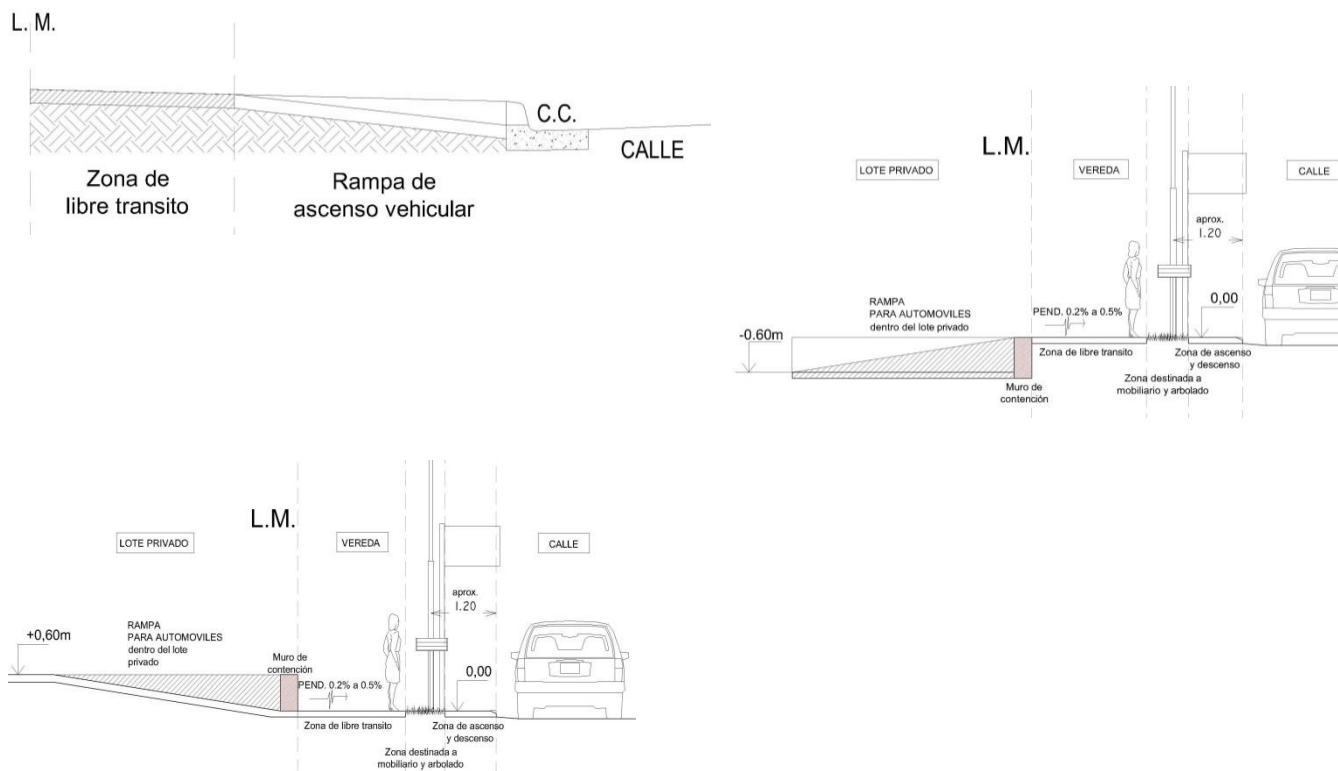 L. M.
C.C.
CALLE
Zona de
libre transito
Rampa de
ascenso vehicular
L.M.
LOTE PRIVADO
VEREDA
CALLE
aprox.
1.20
RAMPA
PARA AUTOMOVILES
dentro del lote privado
PEND. 0.2% a 0.5%
0,00
-0.60m
Zona de libre transito
Zona de ascenso
y descenso
Muro de
contención
Zona destinada a
mobiliario y arbolado
L.M.
LOTE PRIVADO
VEREDA
CALLE
aprox.
1.20
RAMPA
PARA AUTOMOVILES
dentro del lote
privado
+0,60m
Muro de
contención
PEND. 0.2% a 0.5%
0,00
Zona de libre transito
Zona de ascenso
y descenso
Zona destinada a
mobiliario y arbolado